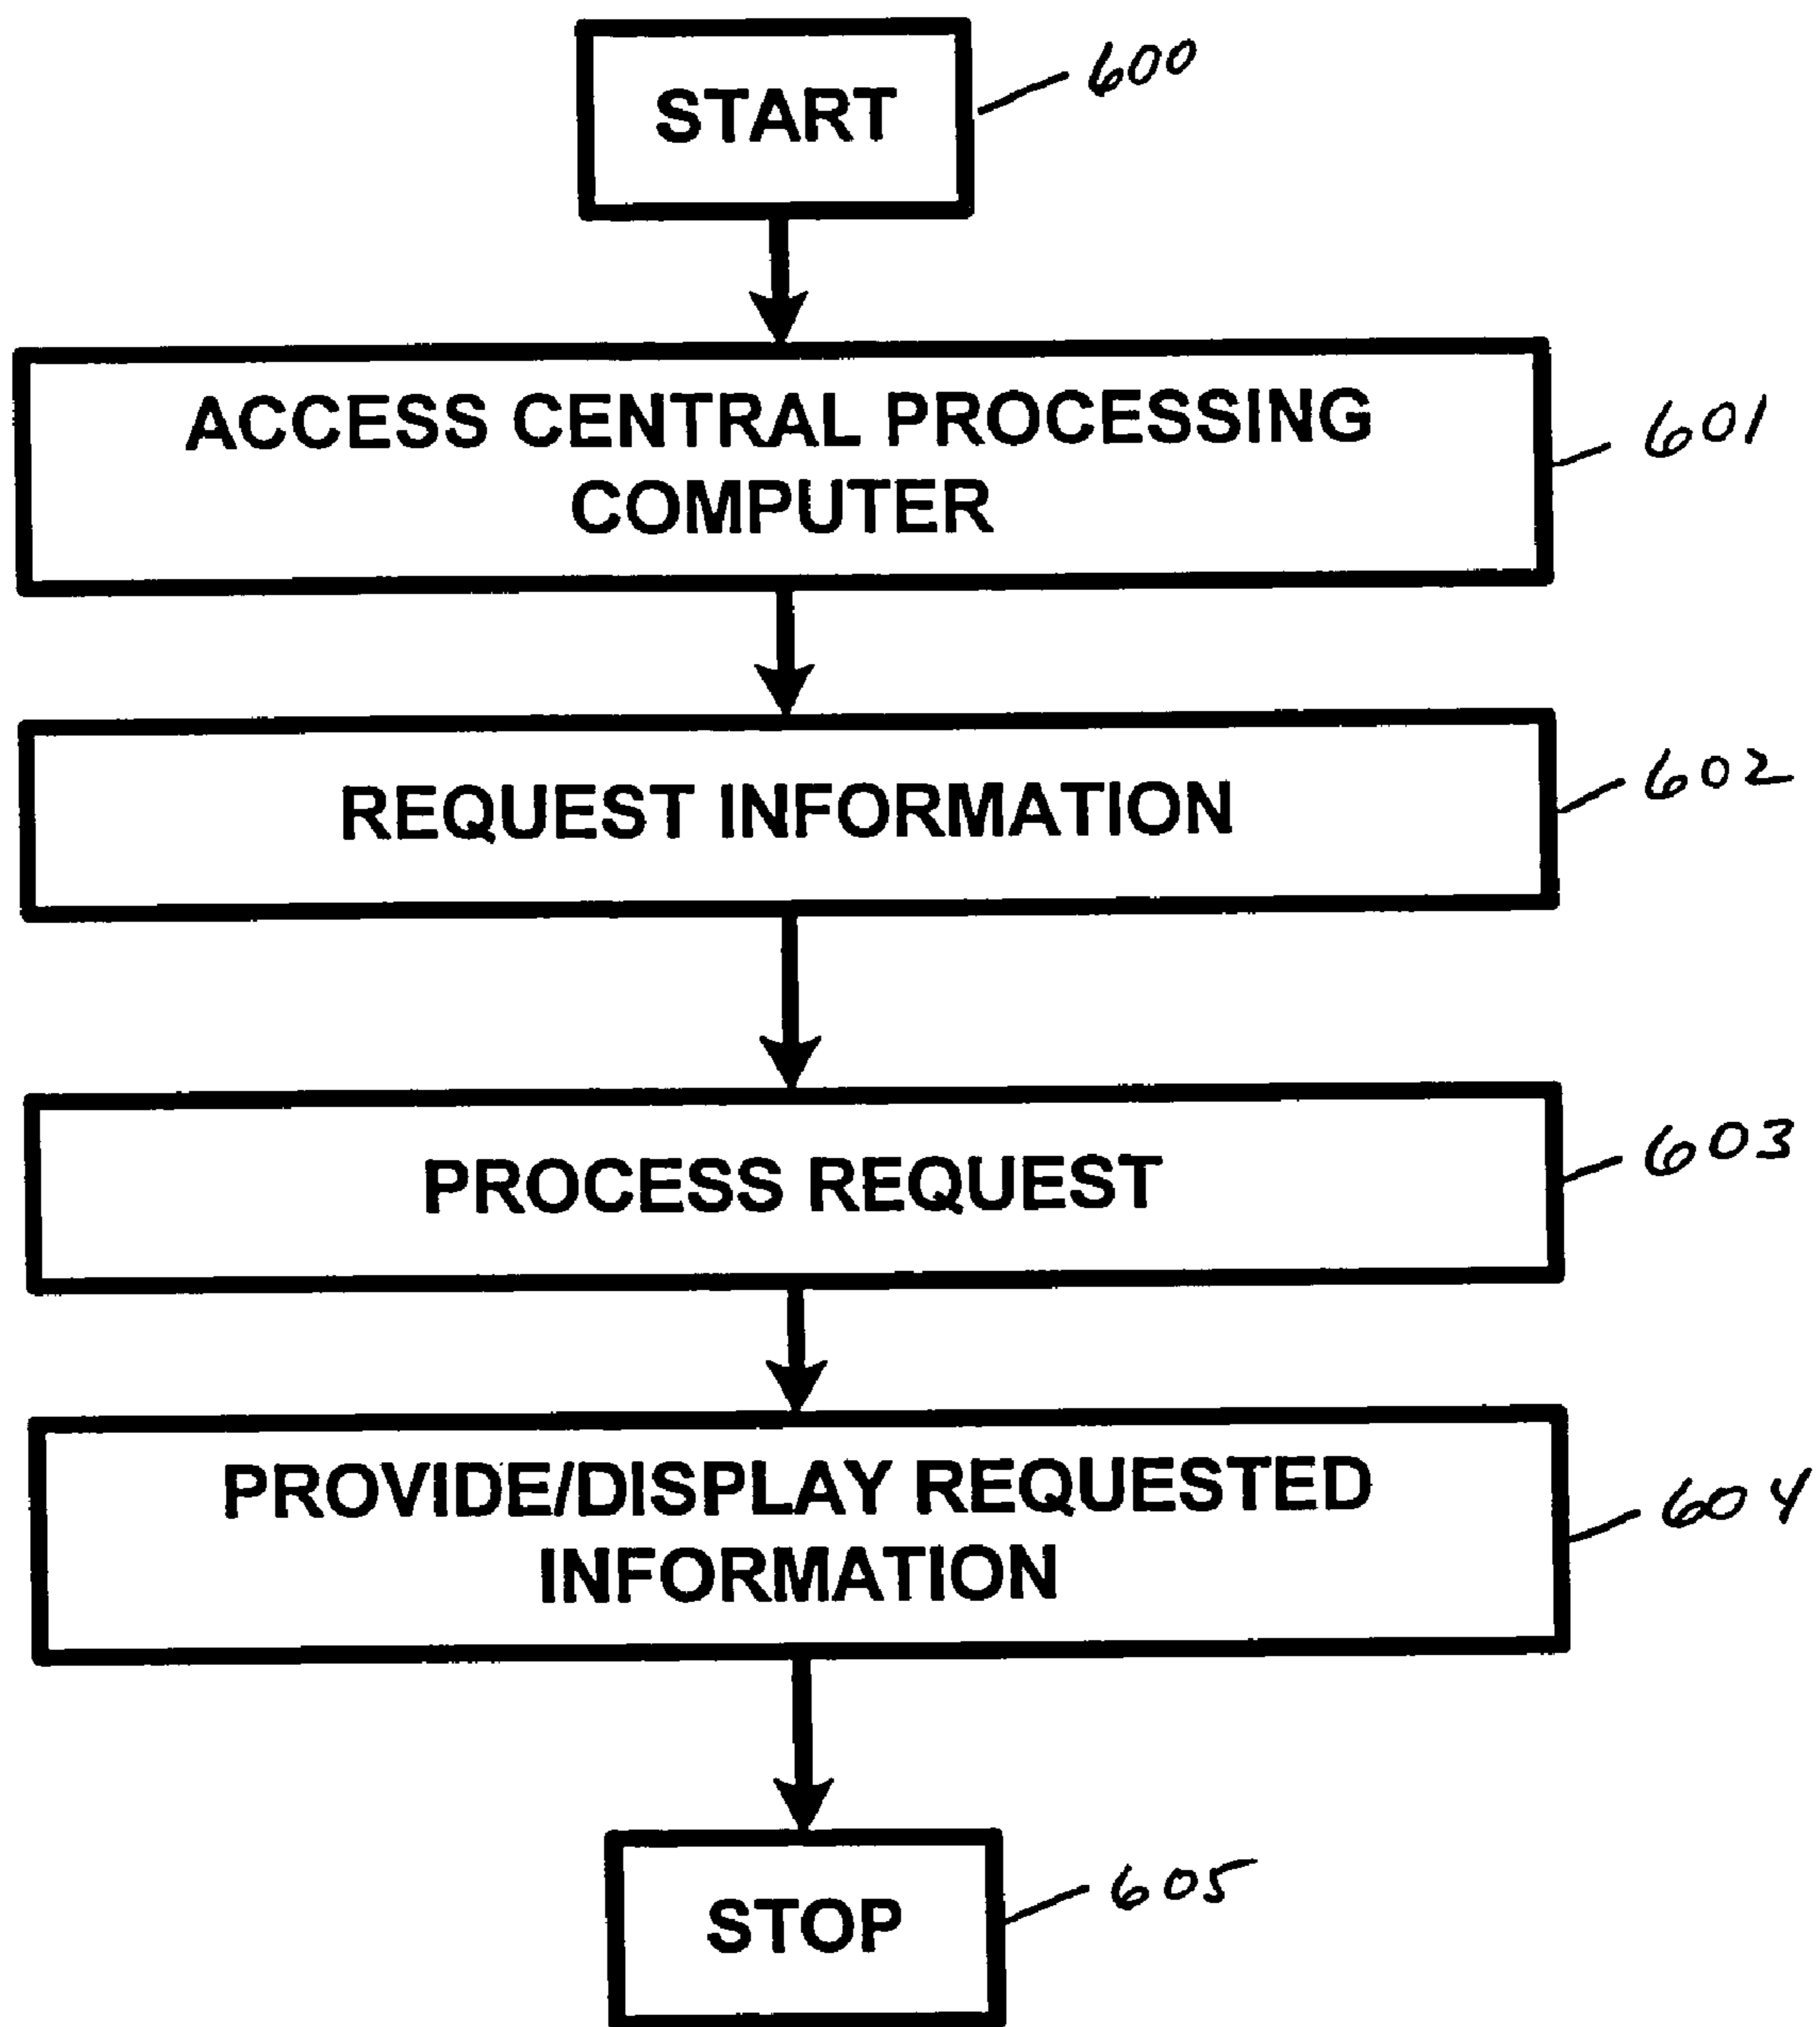 START
600
ACCESS CENTRAL PROCESSING
COMPUTER
601
REQUEST INFORMATION
602
PROCESS REQUEST
603
PROVIDE/DISPLAY REQUESTED
INFORMATION
604
STOP
605